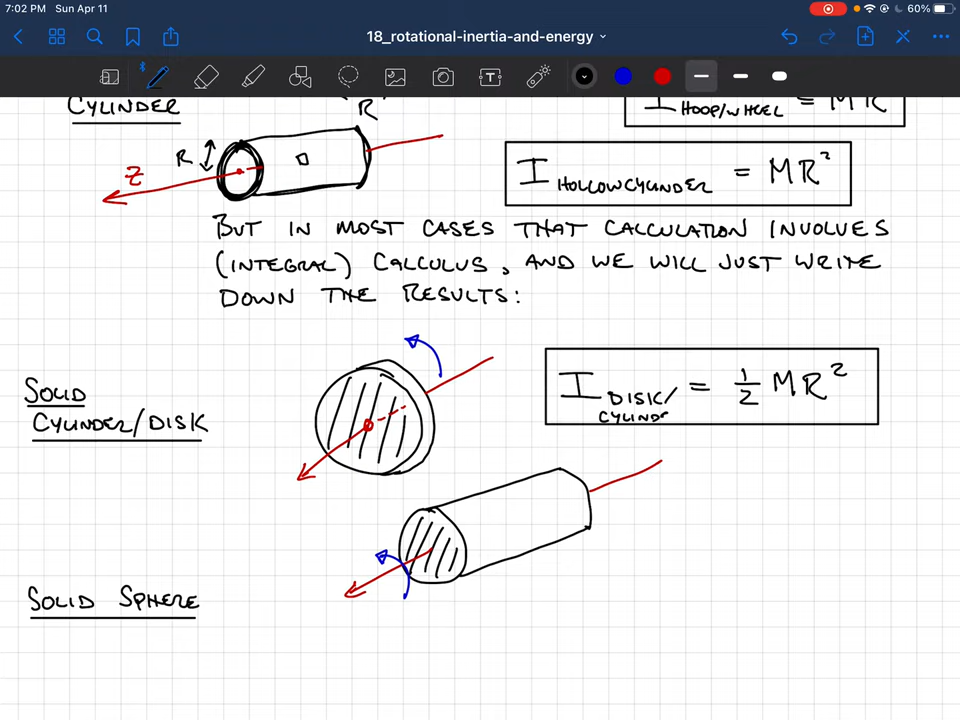 7:02 PM Sun Apr 11
60%
18_rotational-inertia-and-energy
T
CYLINDER
R
I HOOP/WHEEL = MR
R
Z
I HOLLOW CYLINDER = MR²
BUT IN MOST CASES THAT CALCULATION INVOLVES
(INTEGRAL) CALCULUS, AND WE WILL JUST WRITE
DOWN THE RESULTS:
SOLID
CYLINDER/DISK
I DISK/ = 1/2 MR²
CYLINDE
SOLID SPHERE